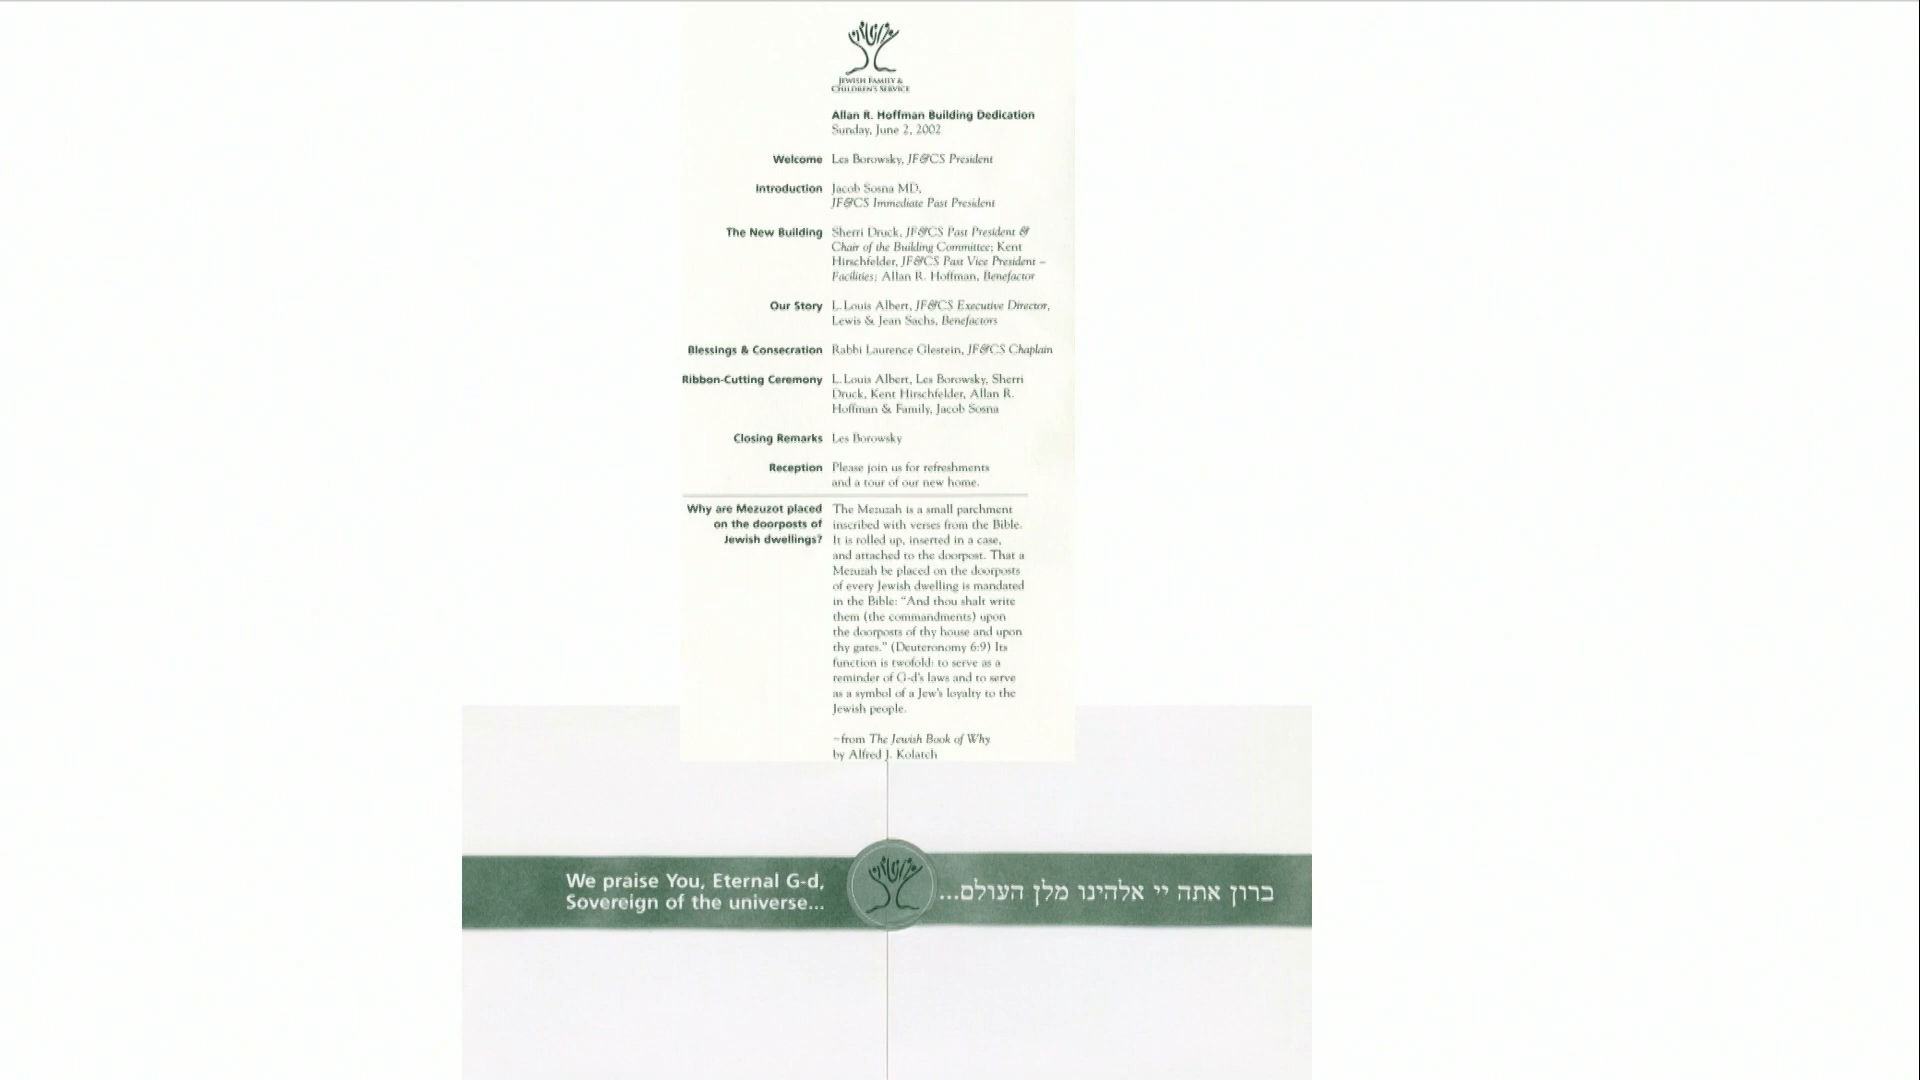 JEWISH FAMILY &
CHILDREN'S SERVICE
Allan R. Hoffman Building Dedication
Sunday, June 2, 2002
Welcome Les Borowsky, JF&CS President
Introduction Jacob Sosna MD,
JF&CS Immediate Past President
The New Building Sherri Druck, JF&CS Past President &
Chair of the Building Committee; Kent
Hirschfelder, JF&CS Past Vice President –
Facilities; Allan R. Hoffman, Benefactor
Our Story L. Louis Albert, JF&CS Executive Director,
Lewis & Jean Sachs, Benefactors
Blessings & Consecration Rabbi Laurence Glestein, JF&CS Chaplain
Ribbon-Cutting Ceremony L. Louis Albert, Les Borowsky, Sherri
Druck, Kent Hirschfelder, Allan R.
Hoffman & Family, Jacob Sosna
Closing Remarks Les Borowsky
Reception Please join us for refreshments
and a tour of our new home.
Why are Mezuzot placed
on the doorposts of
Jewish dwellings?
The Mezuzah is a small parchment
inscribed with verses from the Bible.
It is rolled up, inserted in a case,
and attached to the doorpost. That a
Mezuzah be placed on the doorposts
of every Jewish dwelling is mandated
in the Bible: “And thou shalt write
them (the commandments) upon
the doorposts of thy house and upon
thy gates.” (Deuteronomy 6:9) Its
function is twofold: to serve as a
reminder of G-d's laws and to serve
as a symbol of a Jew's loyalty to the
Jewish people.
~from The Jewish Book of Why
by Alfred J. Kolatch
We praise You, Eternal G-d,
Sovereign of the universe...
ברון אתה יי אלהינו מלן העולם...